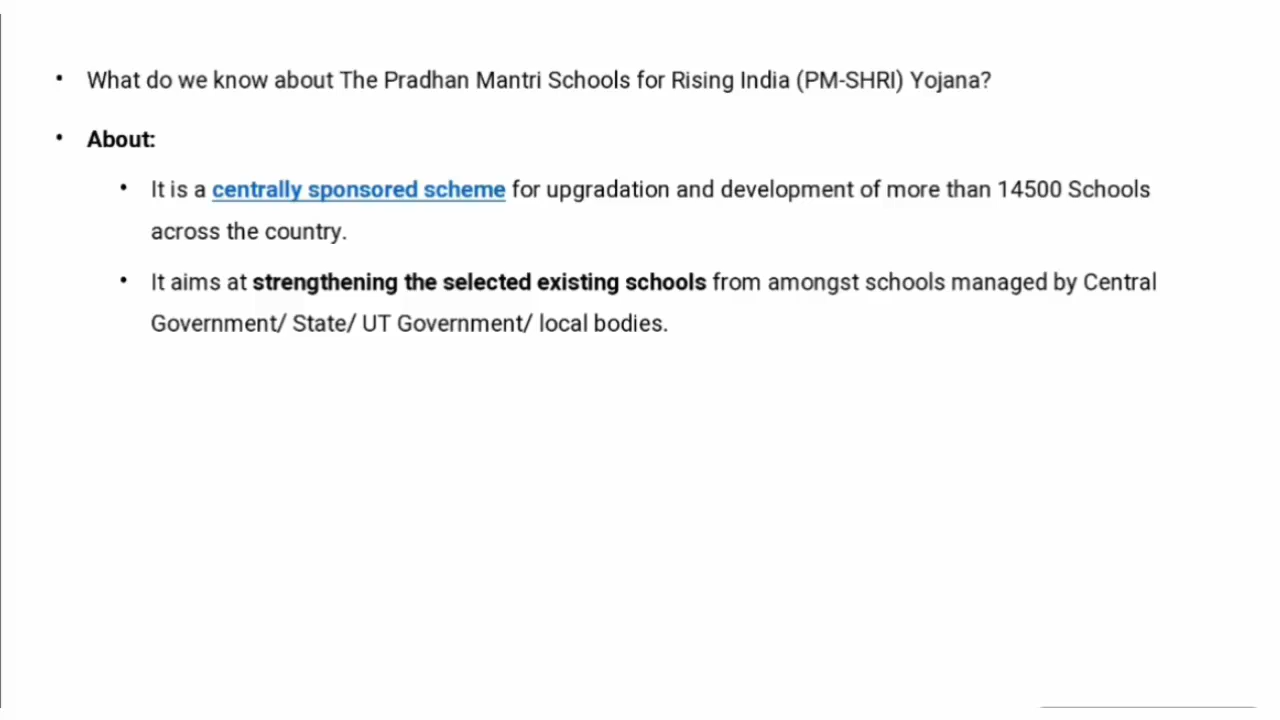 • What do we know about The Pradhan Mantri Schools for Rising India (PM-SHRI) Yojana?
• About:
• It is a centrally sponsored scheme for upgradation and development of more than 14500 Schools
across the country.
• It aims at strengthening the selected existing schools from amongst schools managed by Central
Government/ State/ UT Government/ local bodies.